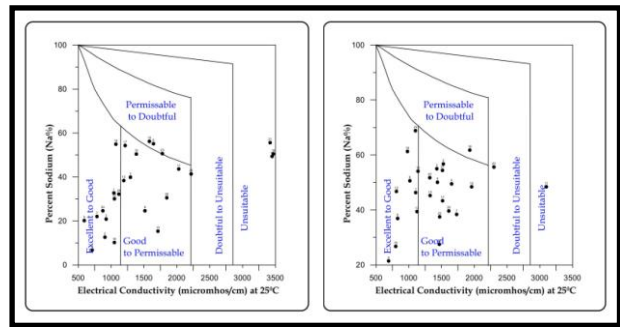 100
80
60
40
20
0
Percent Sodium (Na%)
Permissable
to Doubtful
Excellent to Good
Good
to Permissable
Doubtful to Unsuitable
Unsuitable
500 1000 1500 2000 2500 3000 3500
Electrical Conductivity (micromhos/cm) at 25⁰C
100
80
60
40
20
Percent Sodium (Na%)
Permissable
to Doubtful
Excellent to Good
Good
to Permissable
Doubtful to Unsuitable
Unsuitable
500 1000 1500 2000 2500 3000 3500
Electrical Conductivity (micromhos/cm) at 25⁰C